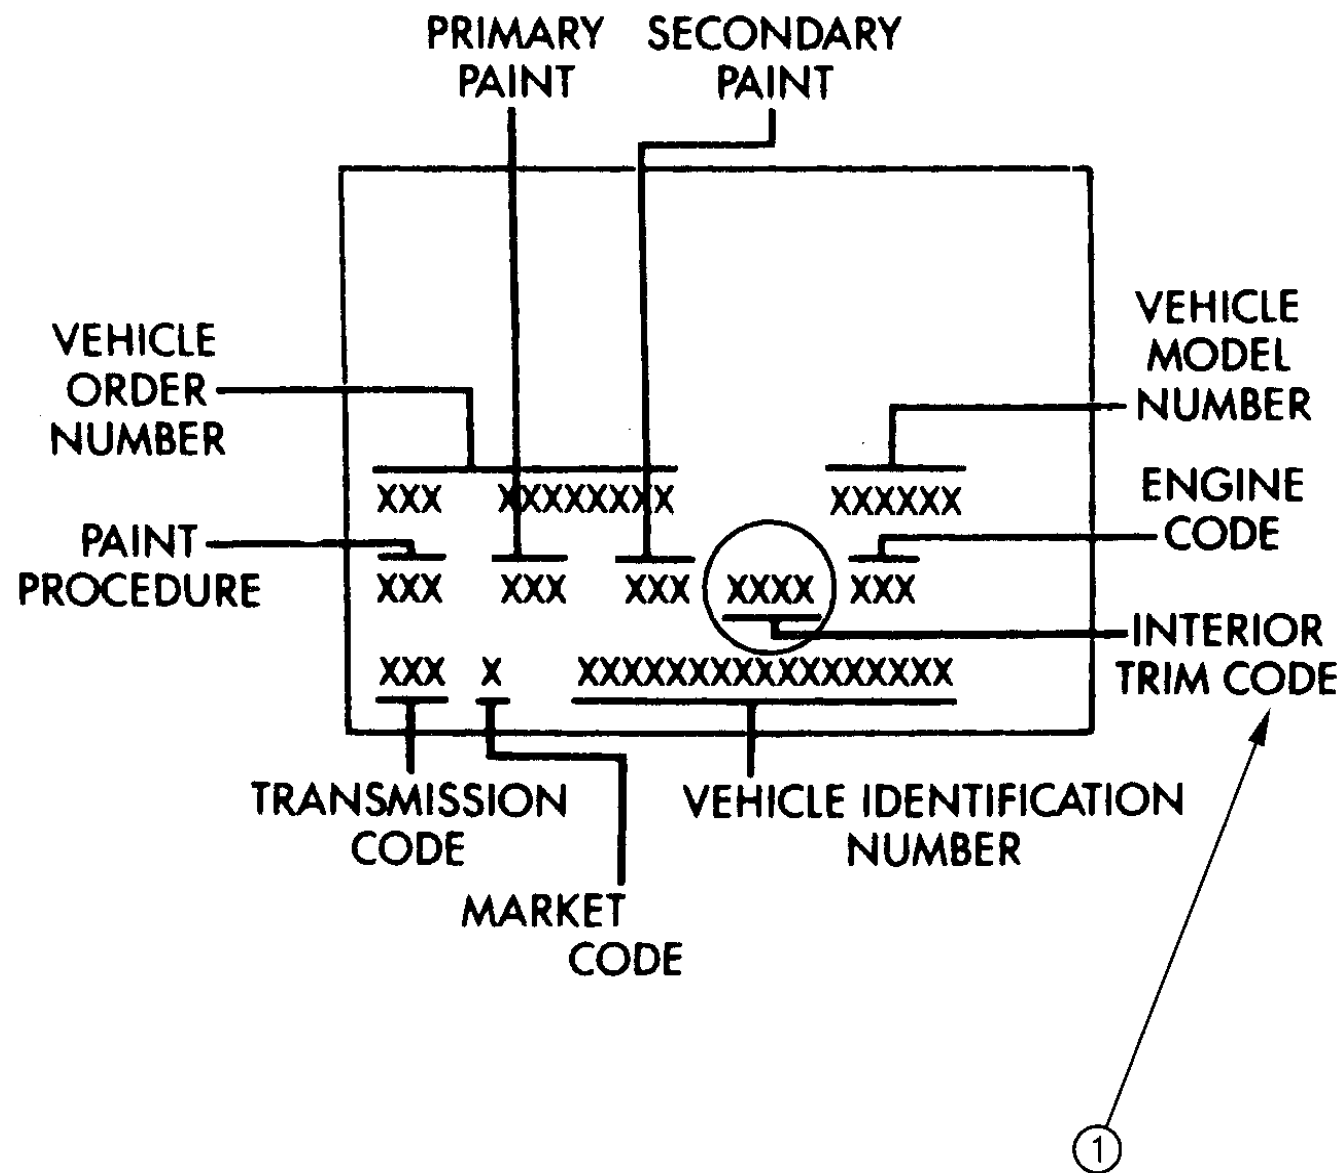 PRIMARY
PAINT
SECONDARY
PAINT
VEHICLE
ORDER
NUMBER
VEHICLE
MODEL
NUMBER
XXX XXXXXXXX XXXXXX
ENGINE
CODE
PAINT
PROCEDURE
XXX XXX XXX XXXX XXX
INTERIOR
TRIM CODE
XXX X XXXXXXXXXXXXXXXXX
TRANSMISSION
CODE
VEHICLE IDENTIFICATION
NUMBER
MARKET
CODE
1